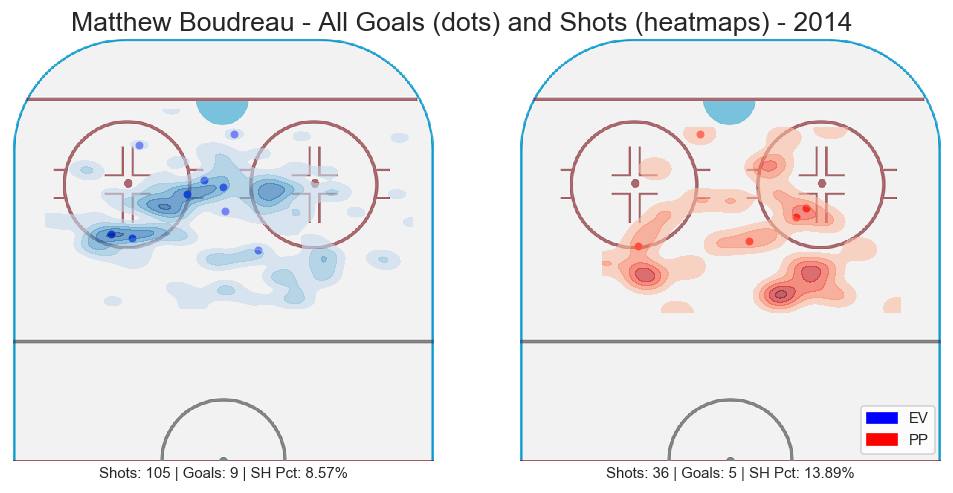 Matthew Boudreau - All Goals (dots) and Shots (heatmaps) - 2014
EV
PP
Shots: 105 | Goals: 9 | SH Pct: 8.57%
Shots: 36 | Goals: 5 | SH Pct: 13.89%